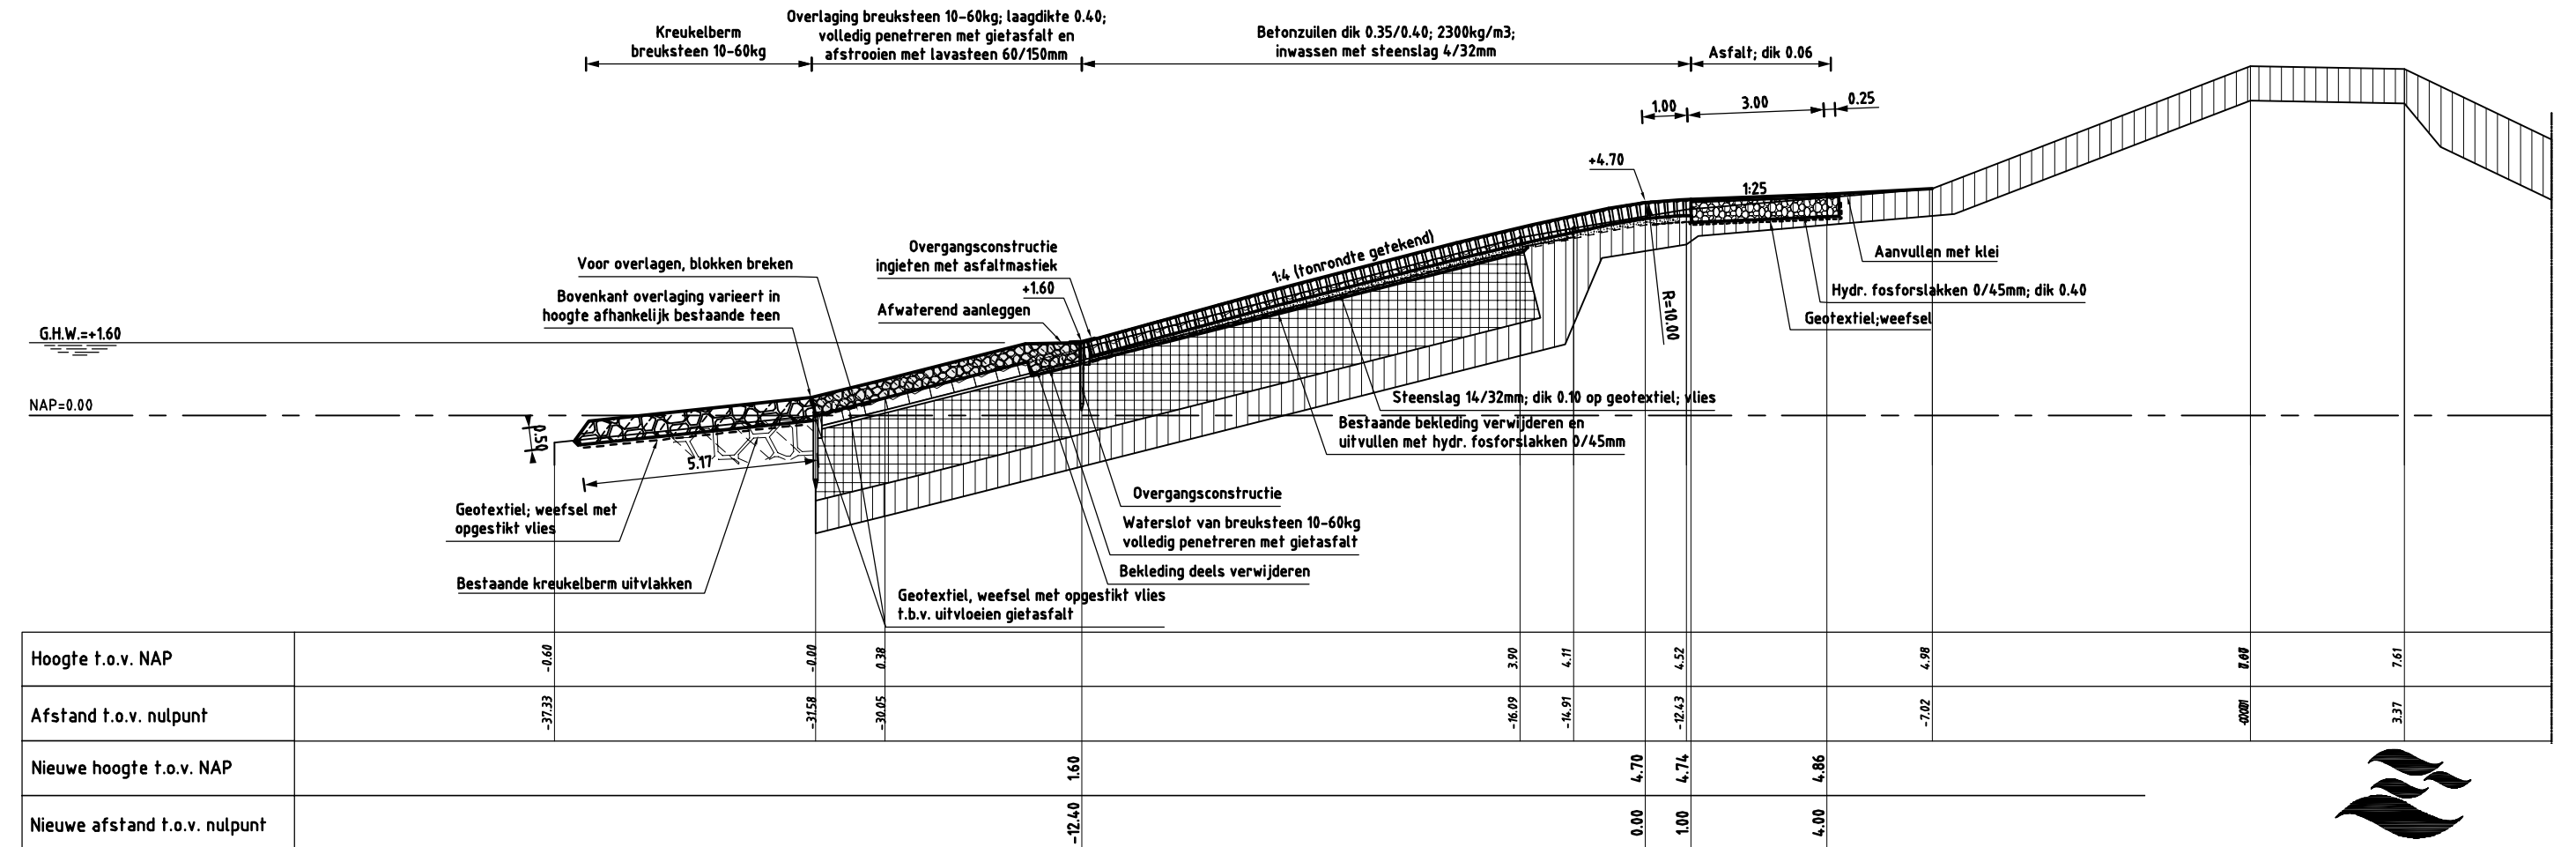 Kreukelberm
breuksteen 10-60kg
Overlaging breuksteen 10-60kg; laagdikte 0.40;
volledig penetreren met gietasfalt en
afstrooien met lavasteen 60/150mm
Betonzuilen dik 0.35/0.40; 2300kg/m3;
inwassen met steenslag 4/32mm
Asfalt; dik 0.06
1.00
3.00
0.25
+4.70
1:25
Overgangsconstructie
ingieten met asfaltmastiek
+1.60
Afwaterend aanleggen
1:4 (tonrondte getekend)
Voor overlagen, blokken breken
Bovenkant overlaging varieert in
hoogte afhankelijk bestaande teen
Aanvullen met klei
Hydr. fosforslakken 0/45mm; dik 0.40
Geotextiel;weefsel
R=10.00
G.H.W.=+1.60
NAP=0.00
0.50
5.17
Steenslag 14/32mm; dik 0.10 op geotextiel; vlies
Bestaande bekleding verwijderen en
uitvullen met hydr. fosforslakken 0/45mm
Geotextiel; weefsel met
opgestikt vlies
Overgangsconstructie
Waterslot van breuksteen 10-60kg
volledig penetreren met gietasfalt
Bekleding deels verwijderen
Bestaande kreukelberm uitvlakken
Geotextiel, weefsel met opgestikt vlies
t.b.v. uitvloeien gietasfalt
Hoogte t.o.v. NAP
-0.60
-0.00
0.38
3.90
4.11
4.52
4.98
7.61
Afstand t.o.v. nulpunt
-37.33
-31.58
-30.05
-16.09
-14.91
-12.43
-7.02
3.37
Nieuwe hoogte t.o.v. NAP
1.60
4.70
4.74
4.86
Nieuwe afstand t.o.v. nulpunt
-12.40
0.00
1.00
4.00